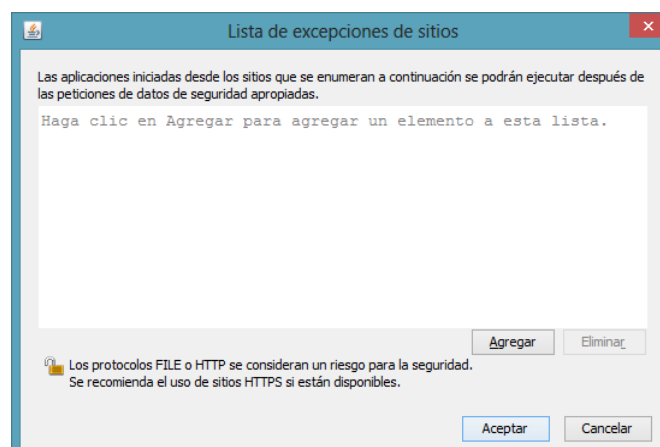 Lista de excepciones de sitios
Las aplicaciones iniciadas desde los sitios que se enumeran a continuación se podrán ejecutar después de
las peticiones de datos de seguridad apropiadas.
Haga clic en Agregar para agregar un elemento a esta lista.
Agregar Eliminar
Los protocolos FILE o HTTP se consideran un riesgo para la seguridad.
Se recomienda el uso de sitios HTTPS si están disponibles.
Aceptar Cancelar